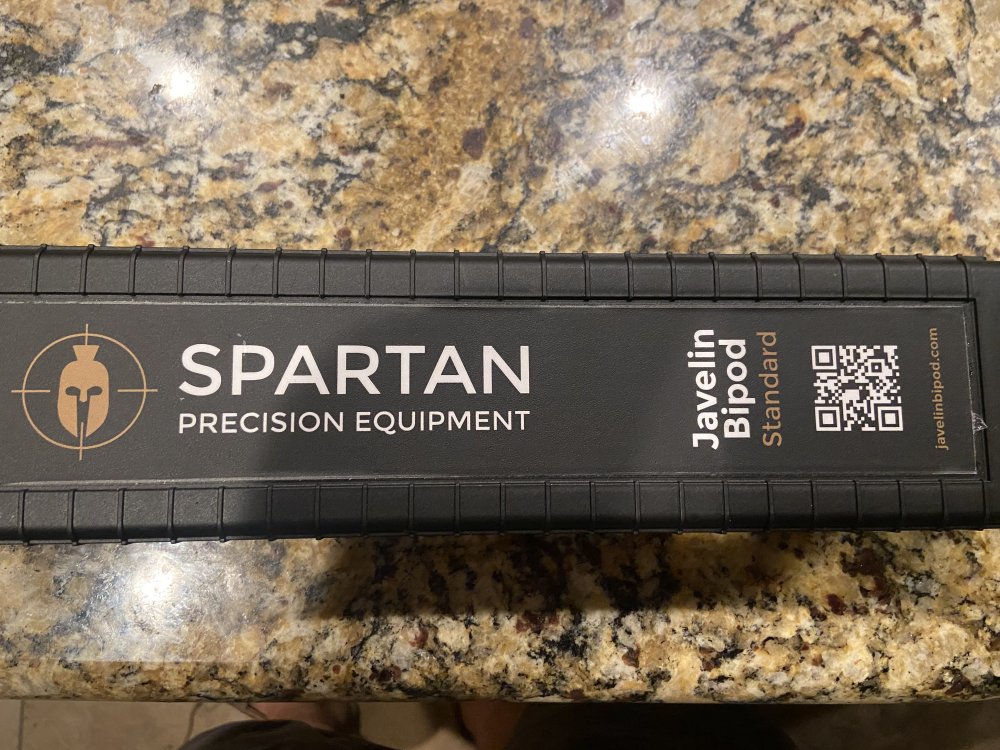 SPARTAN
PRECISION EQUIPMENT
Javelin
Bipod
Standard
javelinbipod.com